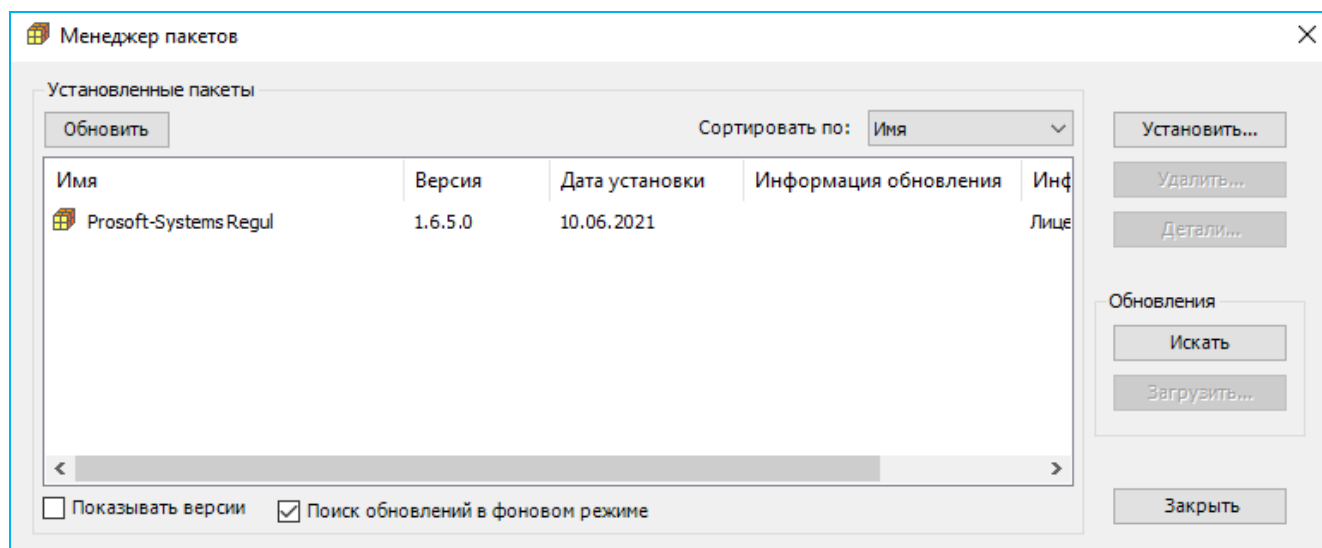 Менеджер пакетов
Установленные пакеты
Обновить
Сортировать по: Имя
Установить...
Имя Версия Дата установки Информация обновления Инф
Удалить...
Prosoft-Systems Regul 1.6.5.0 10.06.2021 Лице
Детали...
Обновления
Искать
Загрузить...
Показывать версии
Поиск обновлений в фоновом режиме
Закрыть